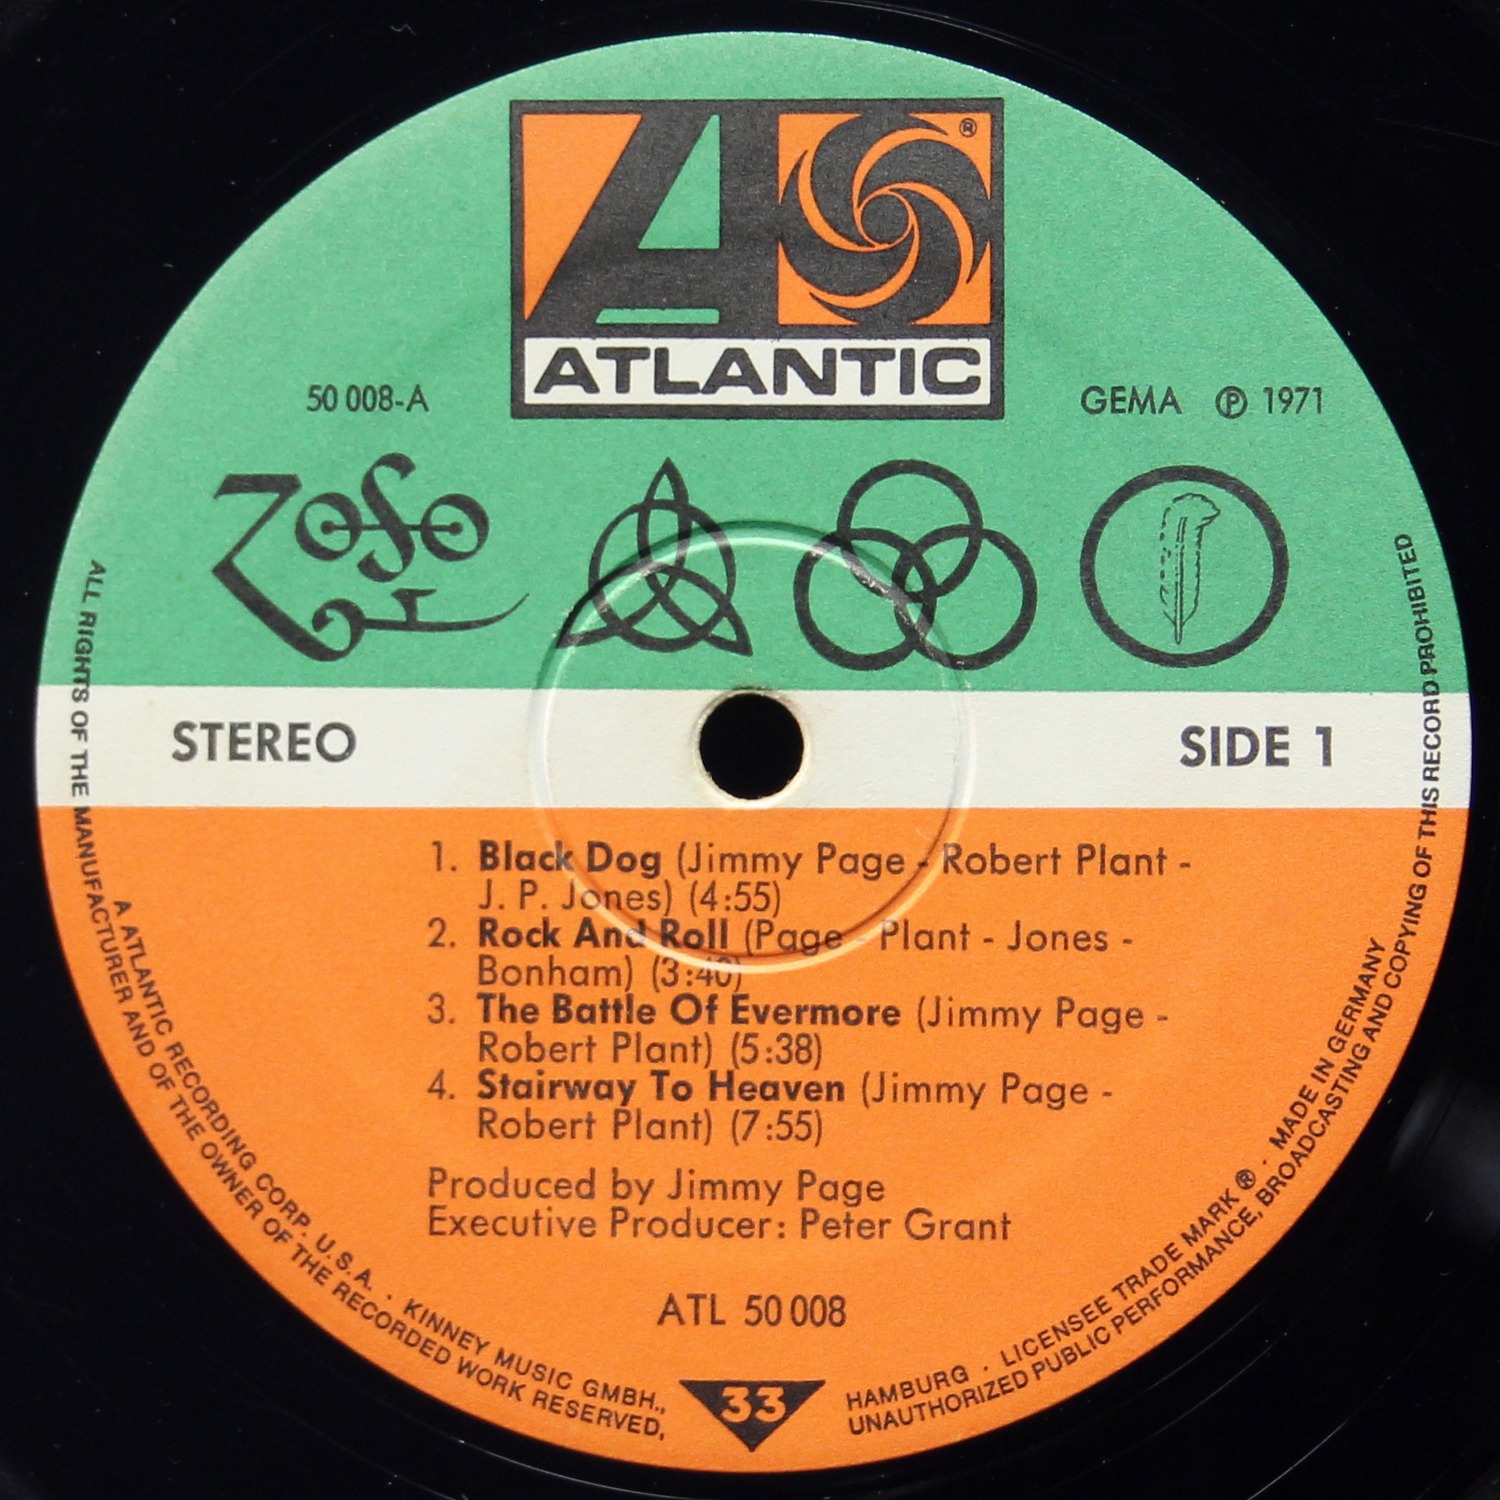 ATLANTIC
®
50 008-A
GEMA ℗ 1971
ZOSO
STEREO
SIDE 1
1. Black Dog (Jimmy Page - Robert Plant -
J. P. Jones) (4:55)
2. Rock And Roll (Page - Plant - Jones -
Bonham) (3:40)
3. The Battle Of Evermore (Jimmy Page -
Robert Plant) (5:38)
4. Stairway To Heaven (Jimmy Page -
Robert Plant) (7:55)
Produced by Jimmy Page
Executive Producer: Peter Grant
ATL 50 008
33
A ATLANTIC RECORDING CORP. U.S.A. · KINNEY MUSIC GMBH., HAMBURG · LICENSEE TRADE MARK ® · MADE IN GERMANY
ALL RIGHTS OF THE MANUFACTURER AND OF THE OWNER OF THE RECORDED WORK RESERVED, UNAUTHORIZED PUBLIC PERFORMANCE, BROADCASTING AND COPYING OF THIS RECORD PROHIBITED